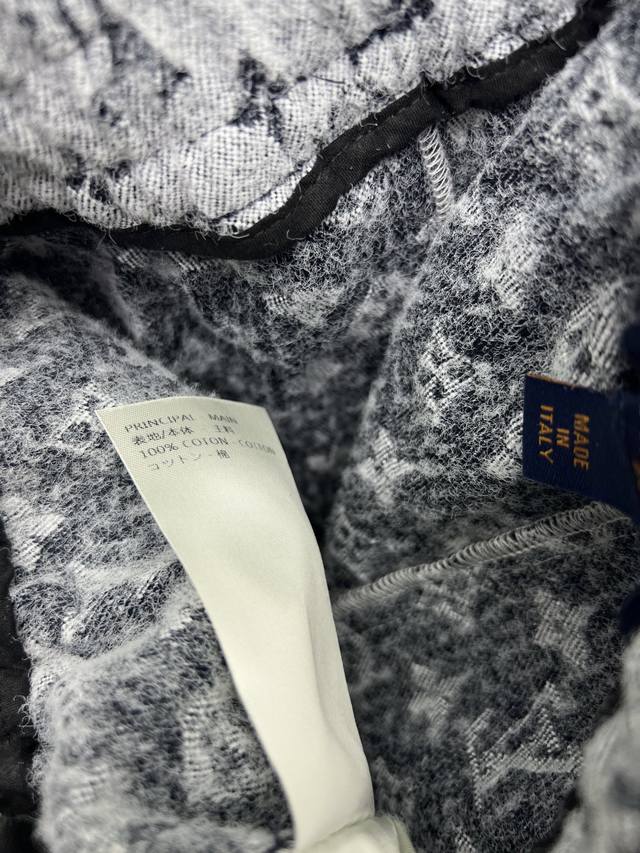 PRINCIPAL - MAIN
表地/本体 - 主料
100% COTON - COTTON
コットン - 棉
MADE
IN
ITALY